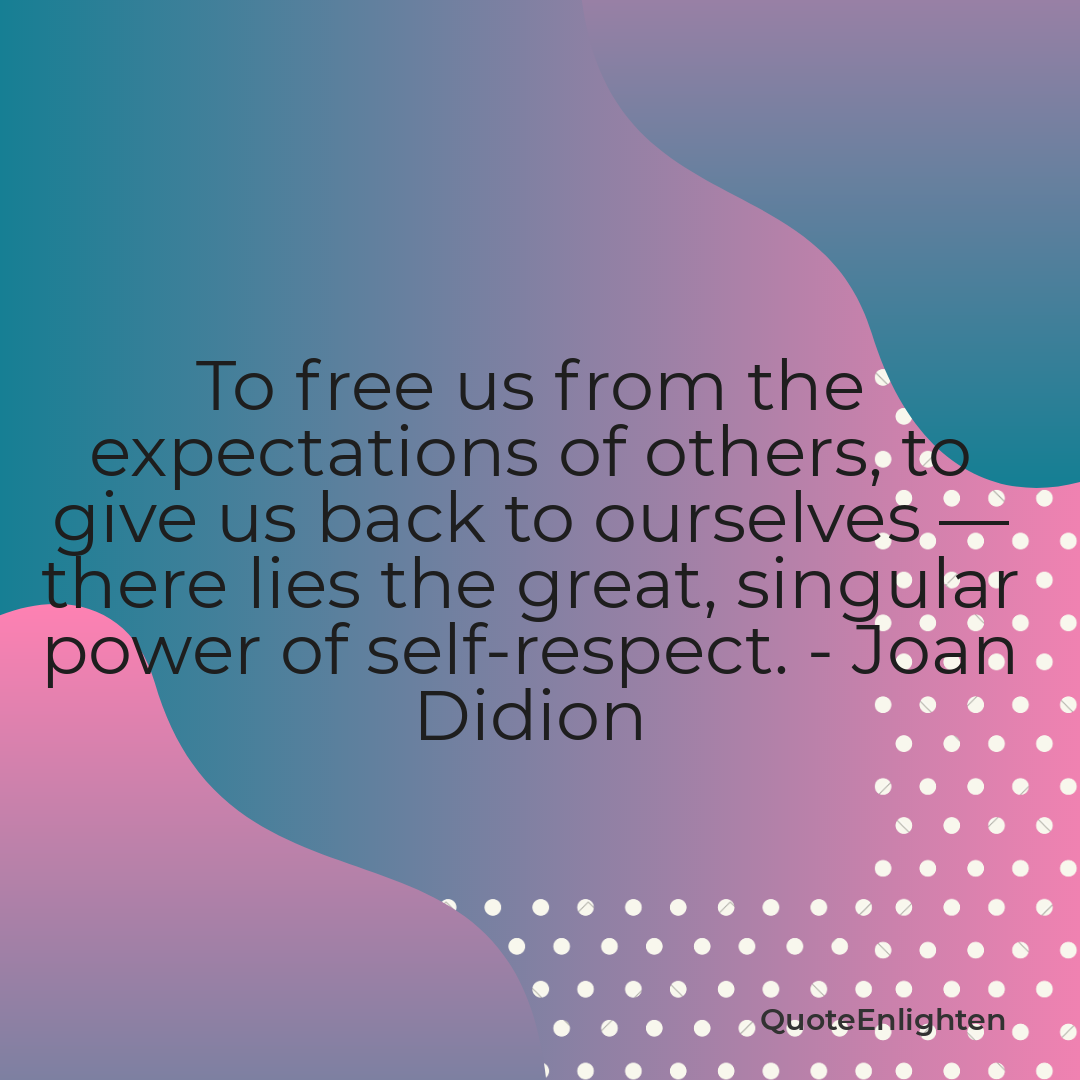 To free us from the
expectations of others, to
give us back to ourselves —
there lies the great, singular
power of self-respect. - Joan
Didion
QuoteEnlighten